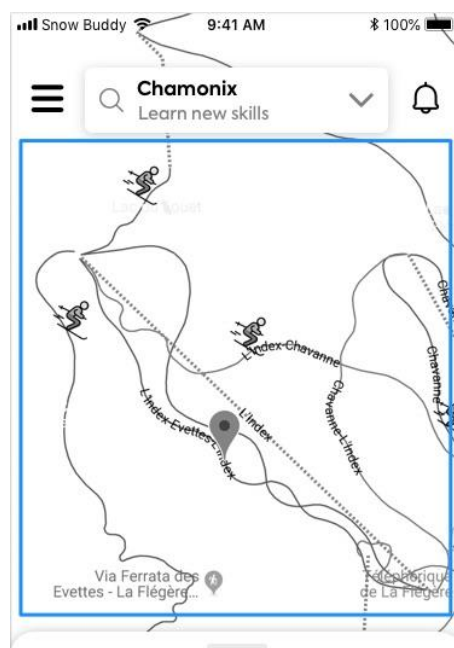 Snow Buddy
9:41 AM
100%
Chamonix
Learn new skills
L'Index Chavanne
Chavanne
L'Index Evettes L'Index
L'Index
Chavanne L'Index
Via Ferrata des
Evettes - La Flégère...
Téléphérique
de La Flégère